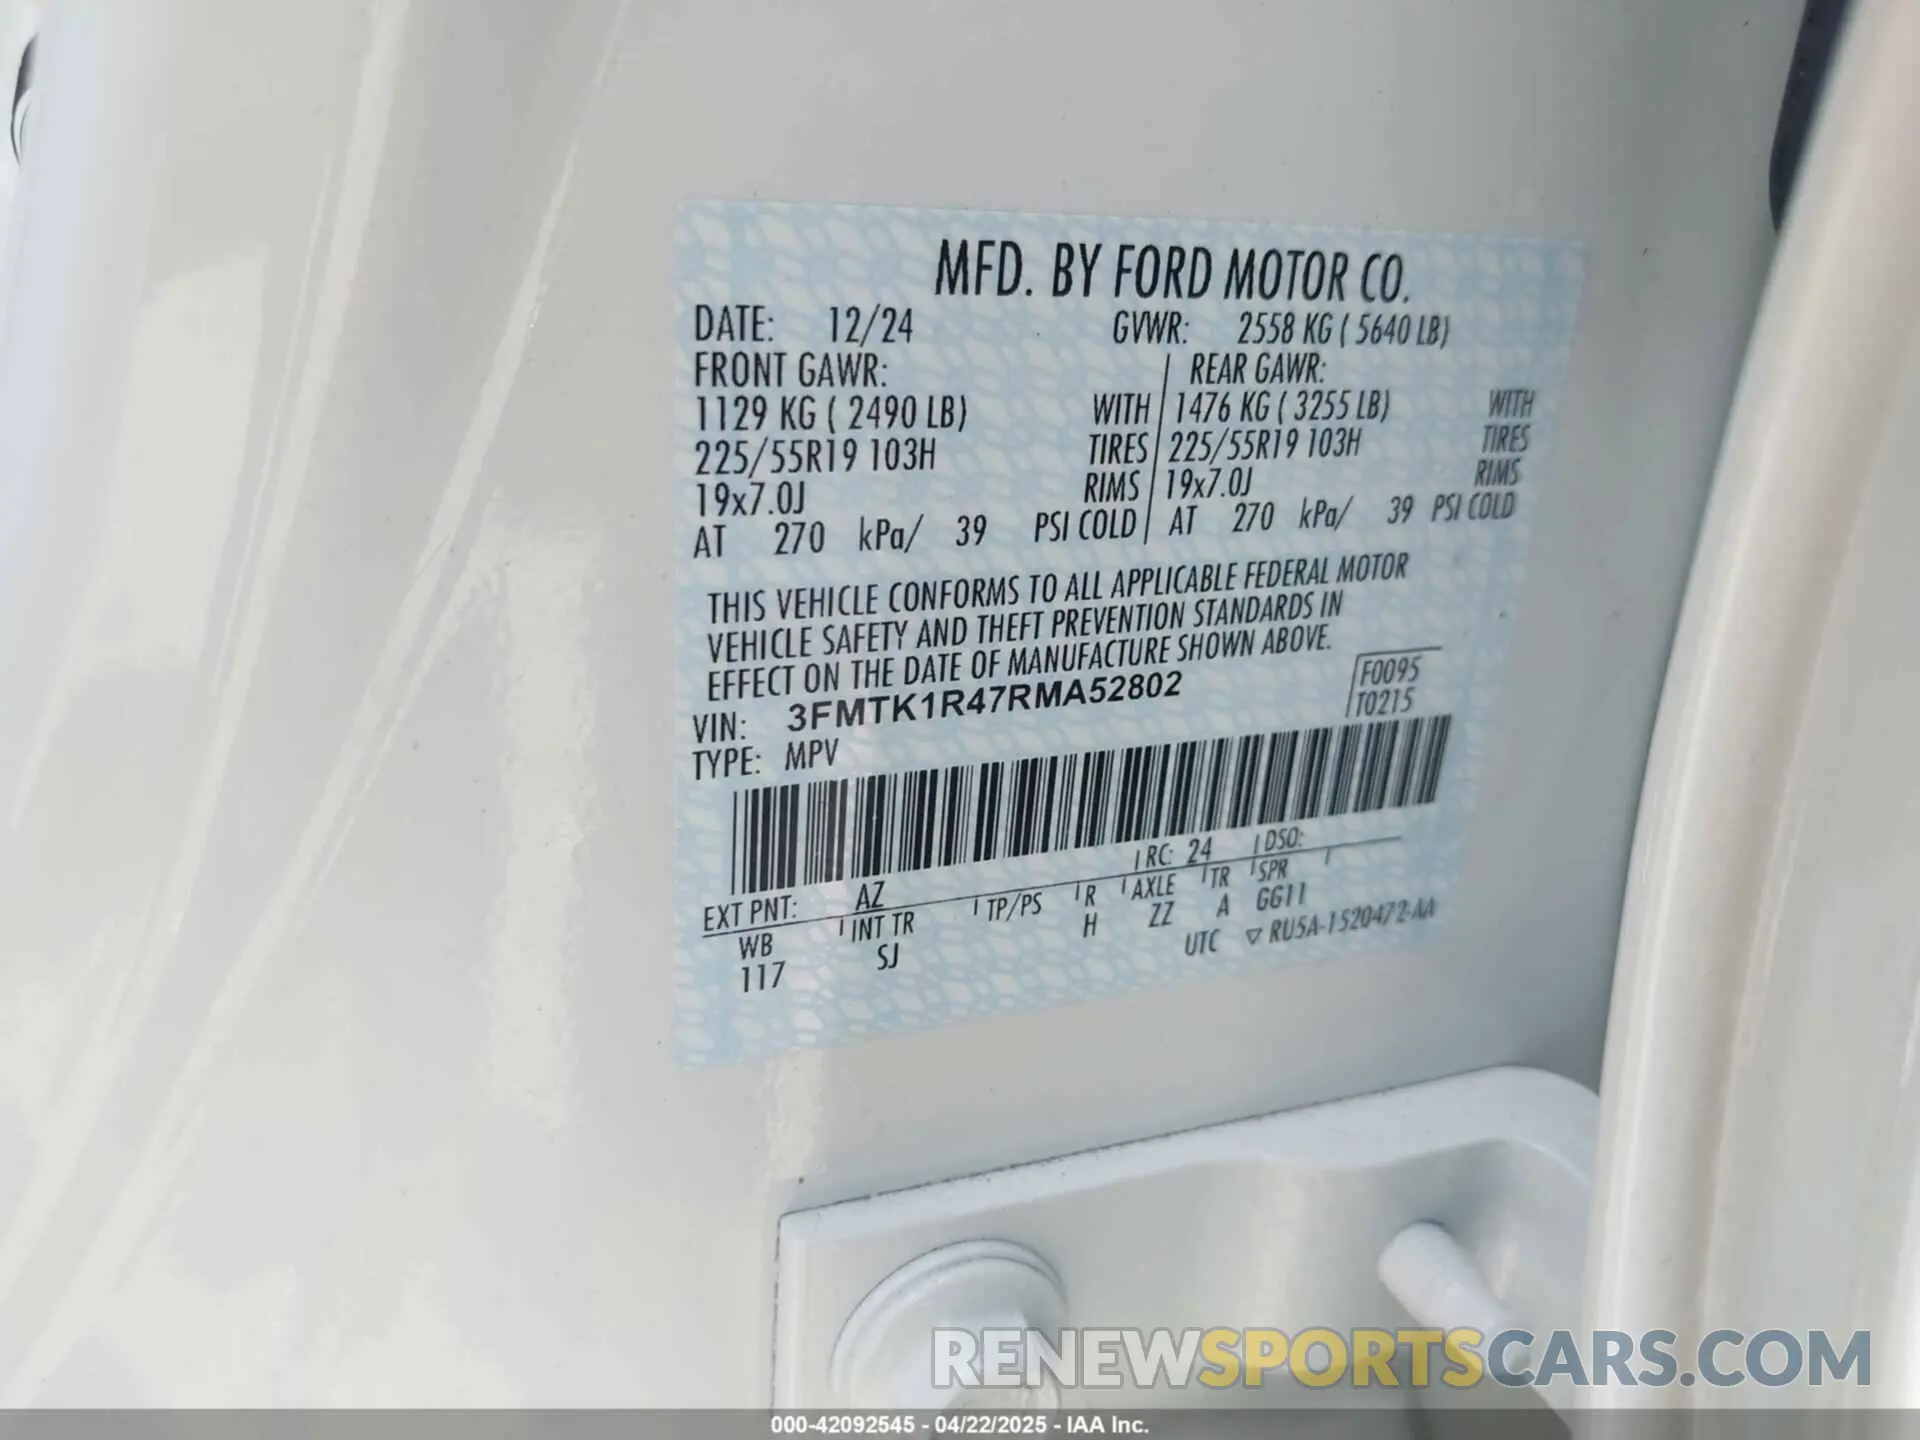 MFD. BY FORD MOTOR CO.
DATE: 12/24 GVWR: 2558 KG ( 5640 LB)
FRONT GAWR: REAR GAWR:
1129 KG ( 2490 LB) WITH 1476 KG ( 3255 LB) WITH
225/55R19 103H TIRES 225/55R19 103H TIRES
19x7.0J RIMS 19x7.0J RIMS
AT 270 kPa/ 39 PSI COLD AT 270 kPa/ 39 PSI COLD
THIS VEHICLE CONFORMS TO ALL APPLICABLE FEDERAL MOTOR
VEHICLE SAFETY AND THEFT PREVENTION STANDARDS IN
EFFECT ON THE DATE OF MANUFACTURE SHOWN ABOVE.
VIN: 3FMTK1R47RMA52802 F0095
TYPE: MPV T0215
EXT PNT: AZ RC: 24 DSO:
WB INT TR TP/PS R AXLE TR SPR
117 SJ H ZZ A GG11
UTC ▽ RU5A-1520472-AA
RENEWSPORTSCARS.COM
000-42092545 - 04/22/2025 - IAA Inc.